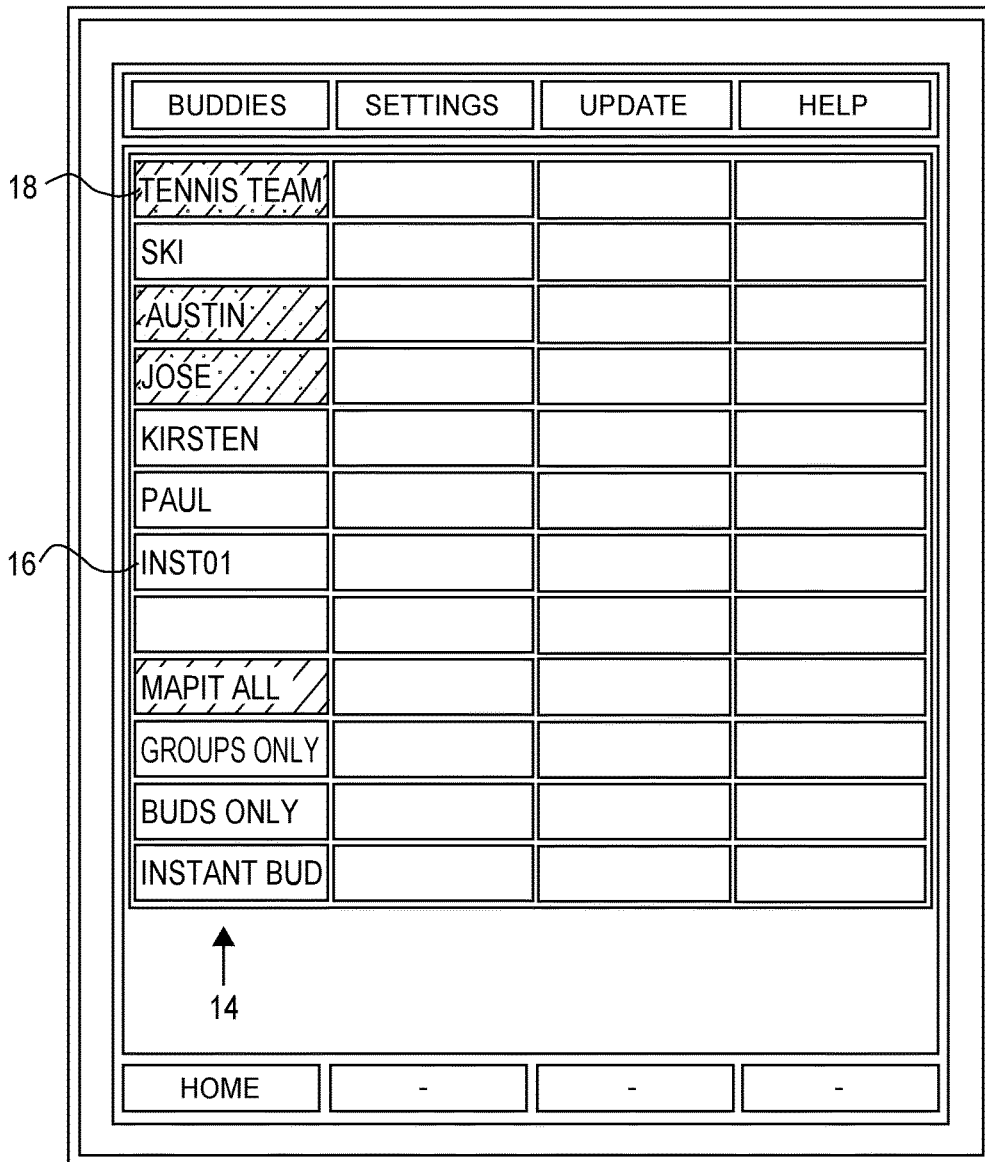 BUDDIES SETTINGS UPDATE HELP
18 TENNIS TEAM
SKI
AUSTIN
JOSE
KIRSTEN
PAUL
16 INST01
MAPIT ALL
GROUPS ONLY
BUDS ONLY
INSTANT BUD
14
HOME - - -